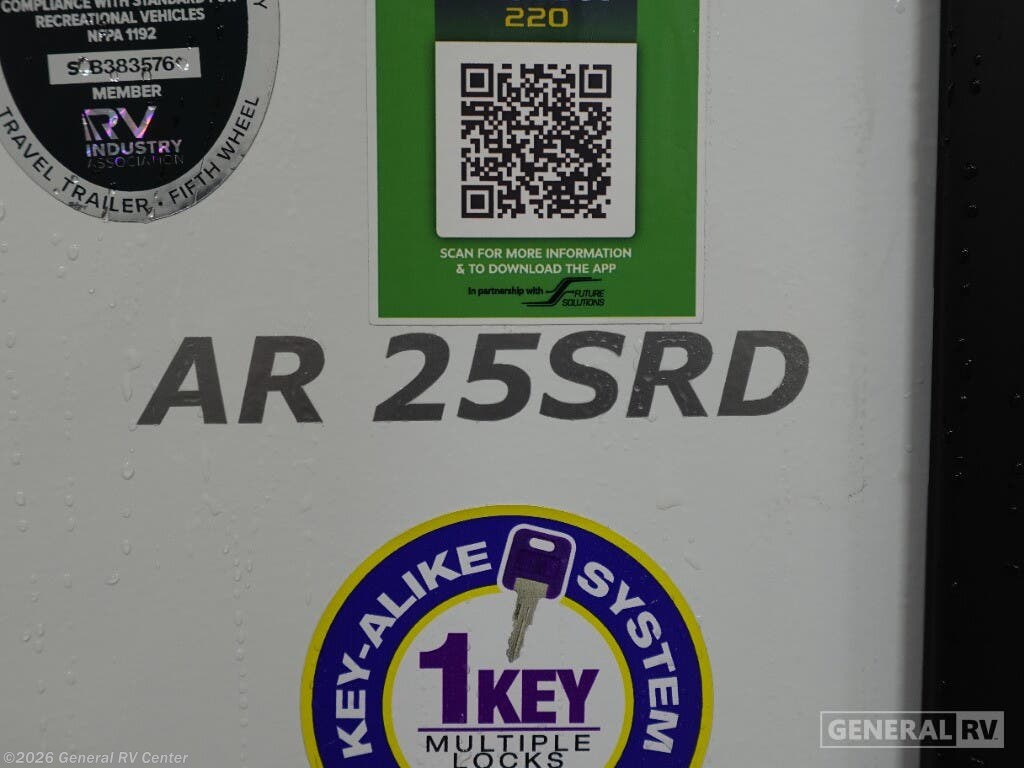 COMPLIANCE WITH STANDARD FOR
RECREATIONAL VEHICLES
NFPA 1192
MEMBER
RV
INDUSTRY
ASSOCIATION
TRAVEL TRAILER · FIFTH WHEEL
220
SCAN FOR MORE INFORMATION
& TO DOWNLOAD THE APP
In partnership with FUTURE
SOLUTIONS
AR 25SRD
KEY-ALIKE SYSTEM
1KEY
MULTIPLE
LOCKS
GENERAL RV
©2026 General RV Center